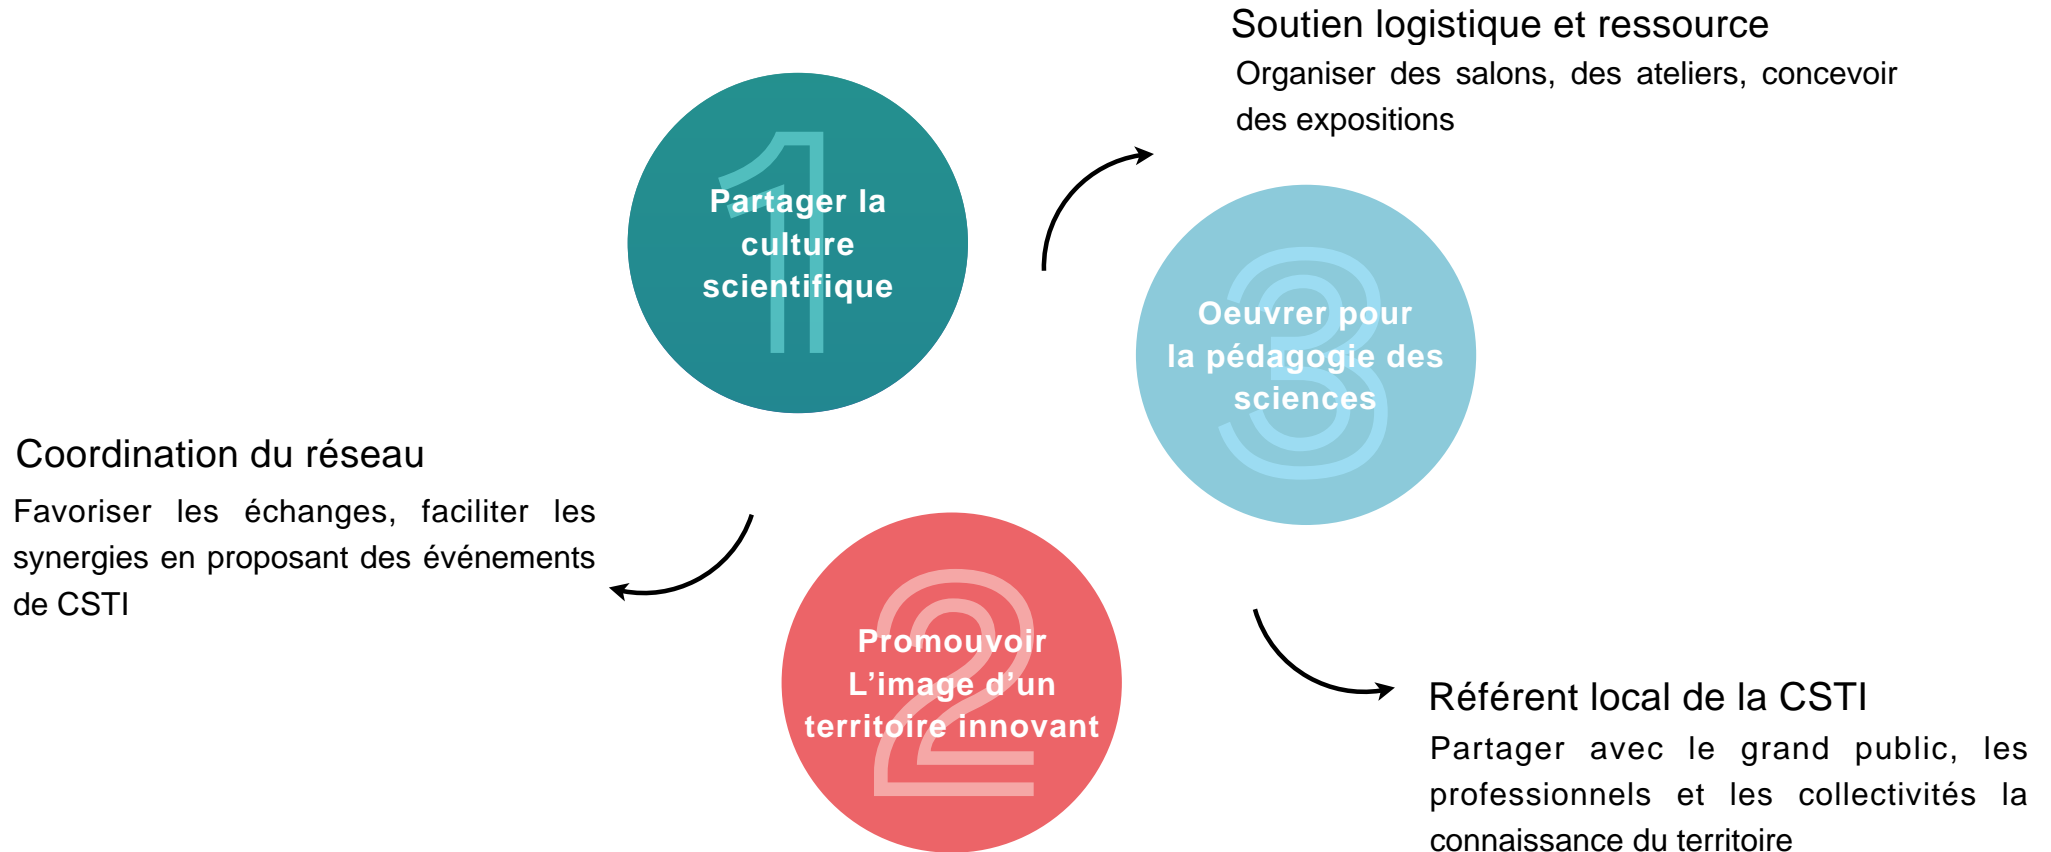 Soutien logistique et ressource
Organiser des salons, des ateliers, concevoir
des expositions
1
Partager la
culture
scientifique
3
Oeuvrer pour
la pédagogie des
sciences
Coordination du réseau
Favoriser les échanges, faciliter les
synergies en proposant des événements
de CSTI
2
Promouvoir
L’image d’un
territoire innovant
Référent local de la CSTI
Partager avec le grand public, les
professionnels et les collectivités la
connaissance du territoire